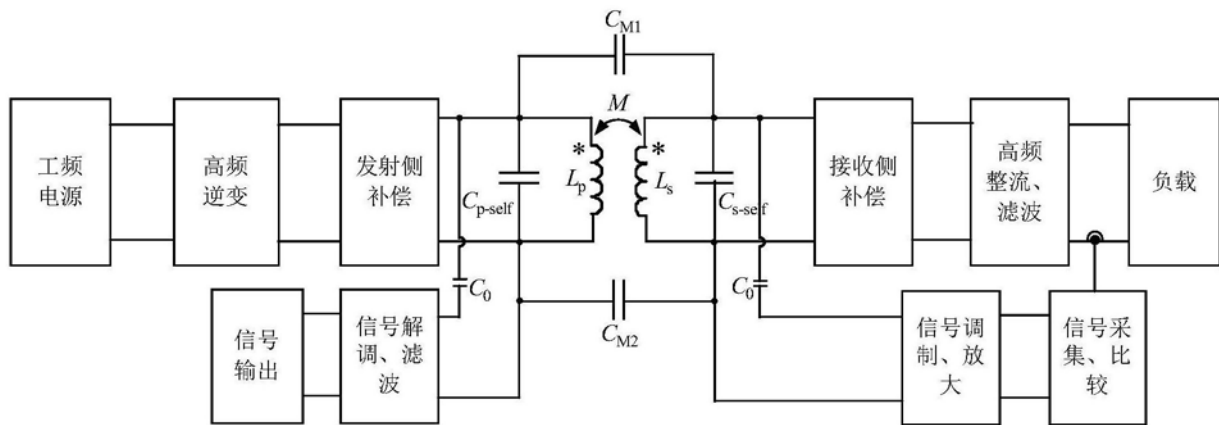 C_M1
M
工频
电源
高频
逆变
发射侧
补偿
C_p-self
*
L_p
*
L_s
C_s-self
接收侧
补偿
高频
整流、
滤波
负载
信号
输出
信号解
调、滤
波
C_0
C_M2
C_0
信号调
制、放
大
信号采
集、比
较